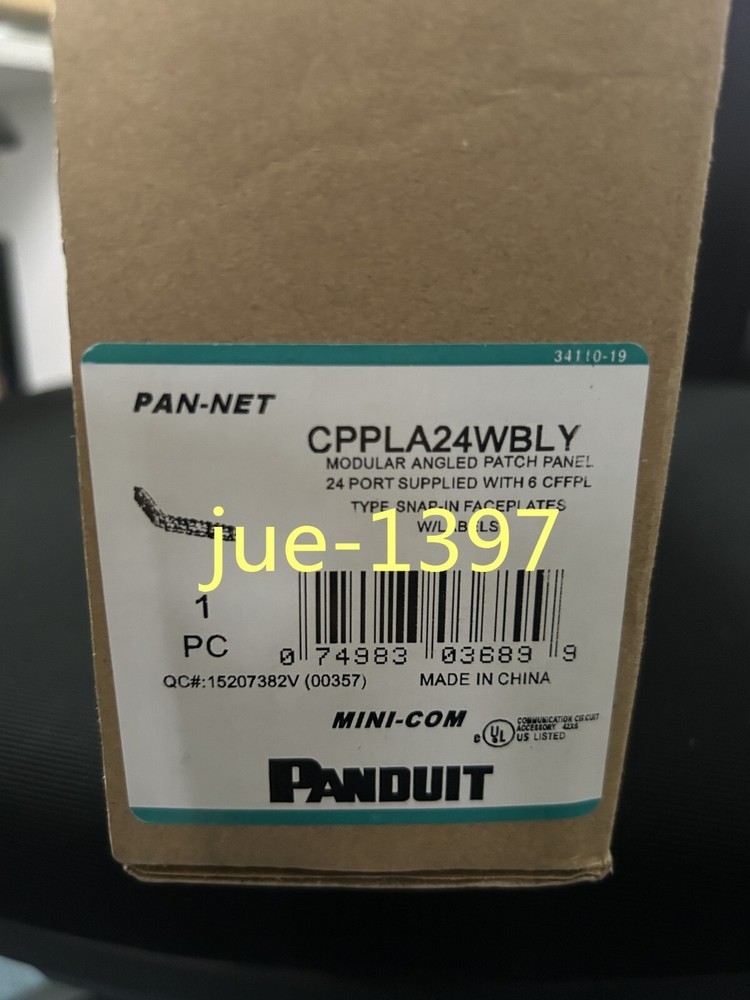 34110-19
PAN-NET
CPPLA24WBLY
MODULAR ANGLED PATCH PANEL
24 PORT SUPPLIED WITH 6 CFFPL
TYPE SNAP-IN FACEPLATES
W/LABELS
jue-1397
1
PC
0 74983 03689 9
QC#:15207382V (00357) MADE IN CHINA
MINI-COM
c UL US LISTED
COMMUNICATION CIRCUIT
ACCESSORY 42X6
PANDUIT